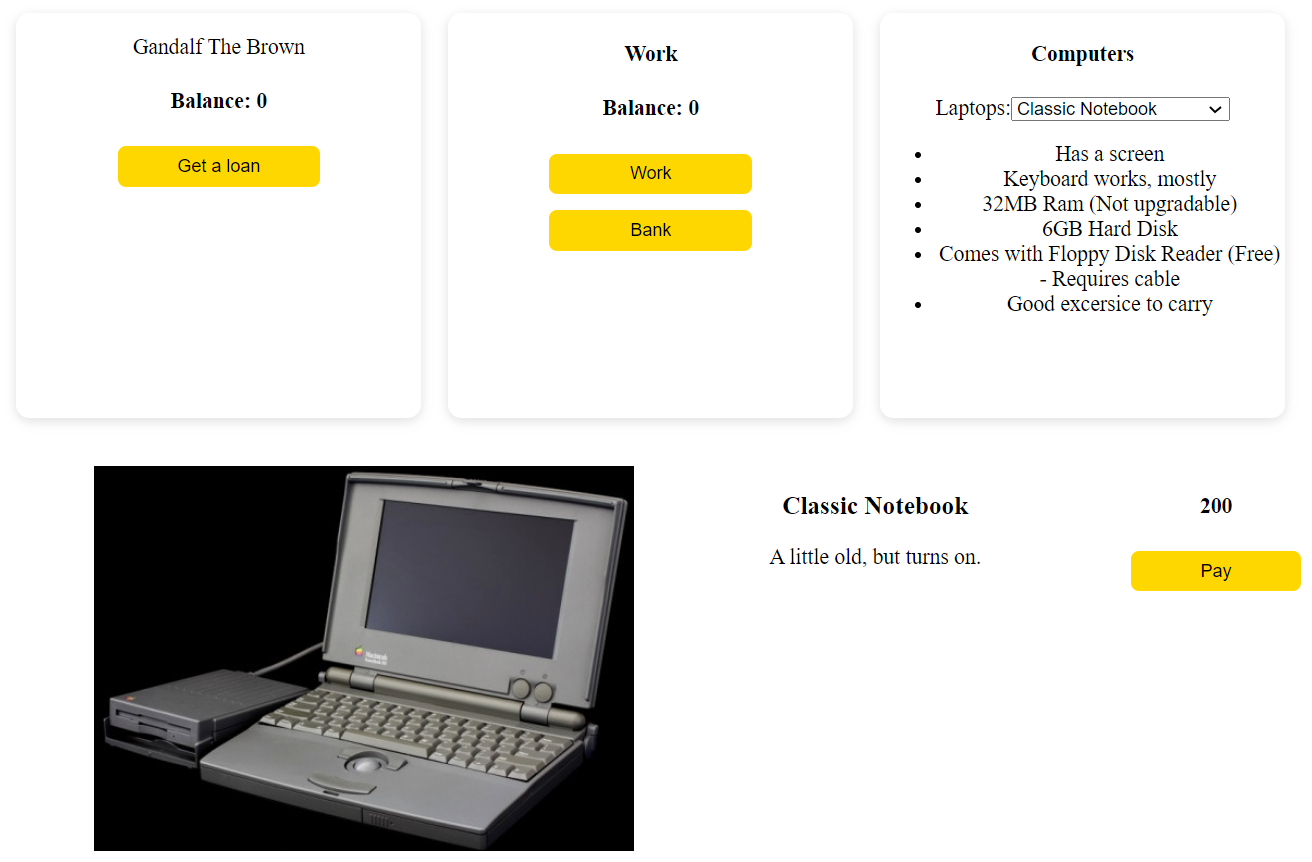 Gandalf The Brown
Balance: 0
Get a loan
Work
Balance: 0
Work
Bank
Computers
Laptops: Classic Notebook
Has a screen
Keyboard works, mostly
32MB Ram (Not upgradable)
6GB Hard Disk
Comes with Floppy Disk Reader (Free)
- Requires cable
Good excersice to carry
Classic Notebook
A little old, but turns on.
200
Pay
Macintosh